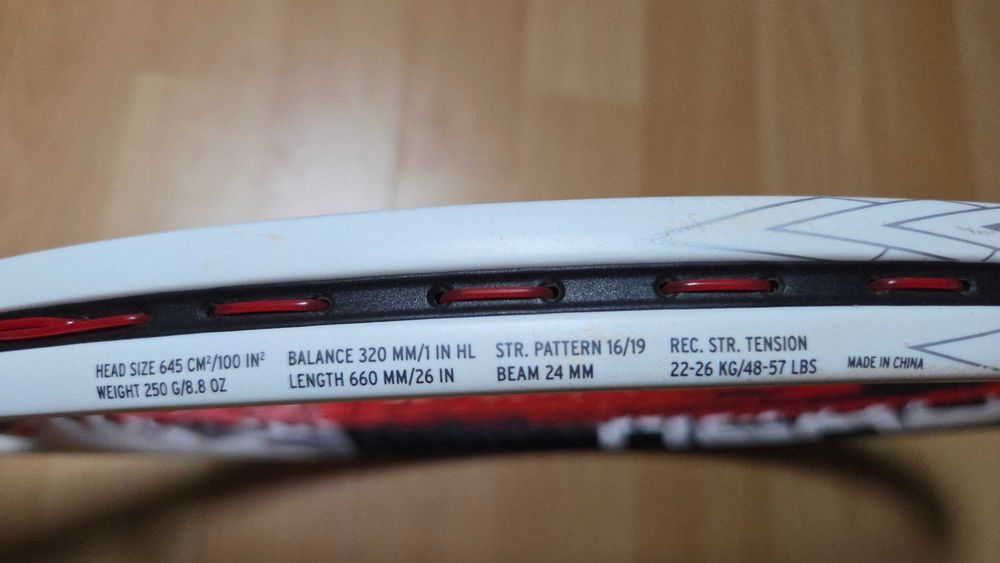 HEAD SIZE 645 CM²/100 IN²
WEIGHT 250 G/8.8 OZ
BALANCE 320 MM/1 IN HL
LENGTH 660 MM/26 IN
STR. PATTERN 16/19
BEAM 24 MM
REC. STR. TENSION
22-26 KG/48-57 LBS
MADE IN CHINA